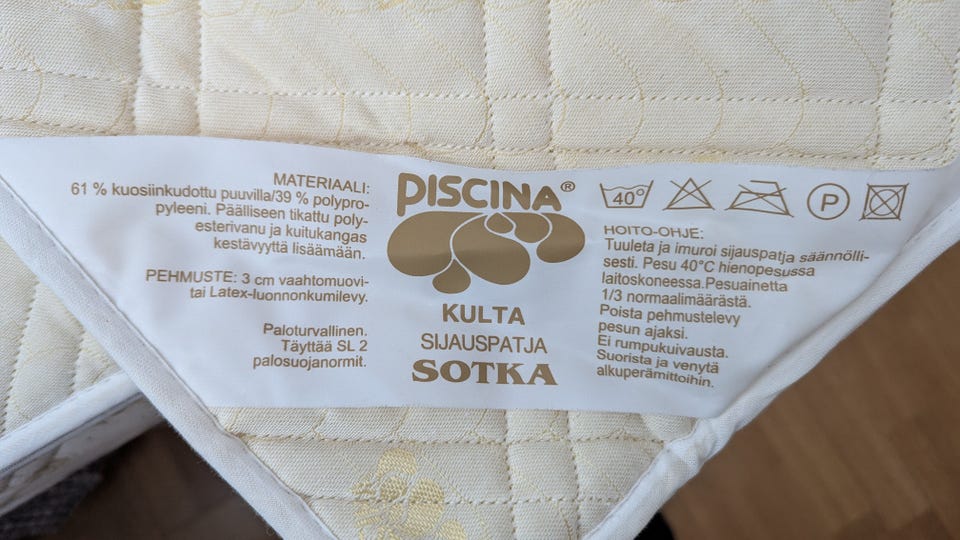 MATERIAALI:
61 % kuosiinkudottu puuvilla/39 % polypro-
pyleeni. Päälliseen tikattu poly-
esterivanu ja kuitukangas
kestävyyttä lisäämään.
PEHMUSTE: 3 cm vaahtomuovi-
tai Latex-luonnonkumilevy.
Paloturvallinen.
Täyttää SL 2
palosuojanormit.
PISCINA®
KULTA
SIJAUSPATJA
SOTKA
40° P
HOITO-OHJE:
Tuuleta ja imuroi sijauspatja säännölli-
sesti. Pesu 40°C hienopesussa
laitoskoneessa.Pesuainetta
1/3 normaalimäärästä.
Poista pehmustelevy
pesun ajaksi.
Ei rumpukuivausta.
Suorista ja venytä
alkuperämittoihin.